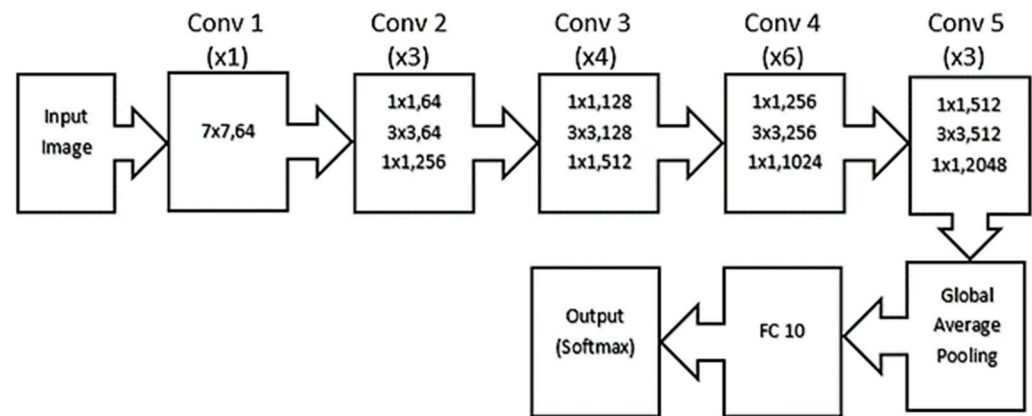 Conv 1
(x1)
Conv 2
(x3)
Conv 3
(x4)
Conv 4
(x6)
Conv 5
(x3)
Input
Image
7x7,64
1x1,64
3x3,64
1x1,256
1x1,128
3x3,128
1x1,512
1x1,256
3x3,256
1x1,1024
1x1,512
3x3,512
1x1,2048
Global
Average
Pooling
FC 10
Output
(Softmax)